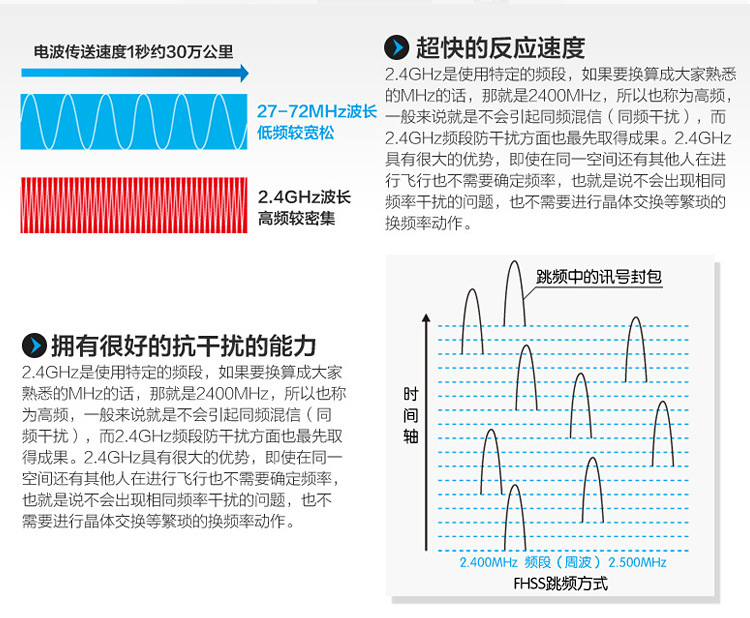 电波传送速度1秒约30万公里
27-72MHz波长
低频较宽松
2.4GHz波长
高频较密集
超快的反应速度
2.4GHz是使用特定的频段，如果要换算成大家熟悉
的MHz的话，那就是2400MHz，所以也称为高频，
一般来说就是不会引起同频混信（同频干扰），而
2.4GHz频段防干扰方面也最先取得成果。2.4GHz
具有很大的优势，即使在同一空间还有其他人在进
行飞行也不需要确定频率，也就是说不会出现相同
频率干扰的问题，也不需要进行晶体交换等繁琐的
换频率动作。
拥有很好的抗干扰的能力
2.4GHz是使用特定的频段，如果要换算成大家
熟悉的MHz的话，那就是2400MHz，所以也称
为高频，一般来说就是不会引起同频混信（同
频干扰），而2.4GHz频段防干扰方面也最先取
得成果。2.4GHz具有很大的优势，即使在同一
空间还有其他人在进行飞行也不需要确定频率，
也就是说不会出现相同频率干扰的问题，也不
需要进行晶体交换等繁琐的换频率动作。
跳频中的讯号封包
时间轴
2.400MHz 频段（周波）2.500MHz
FHSS跳频方式